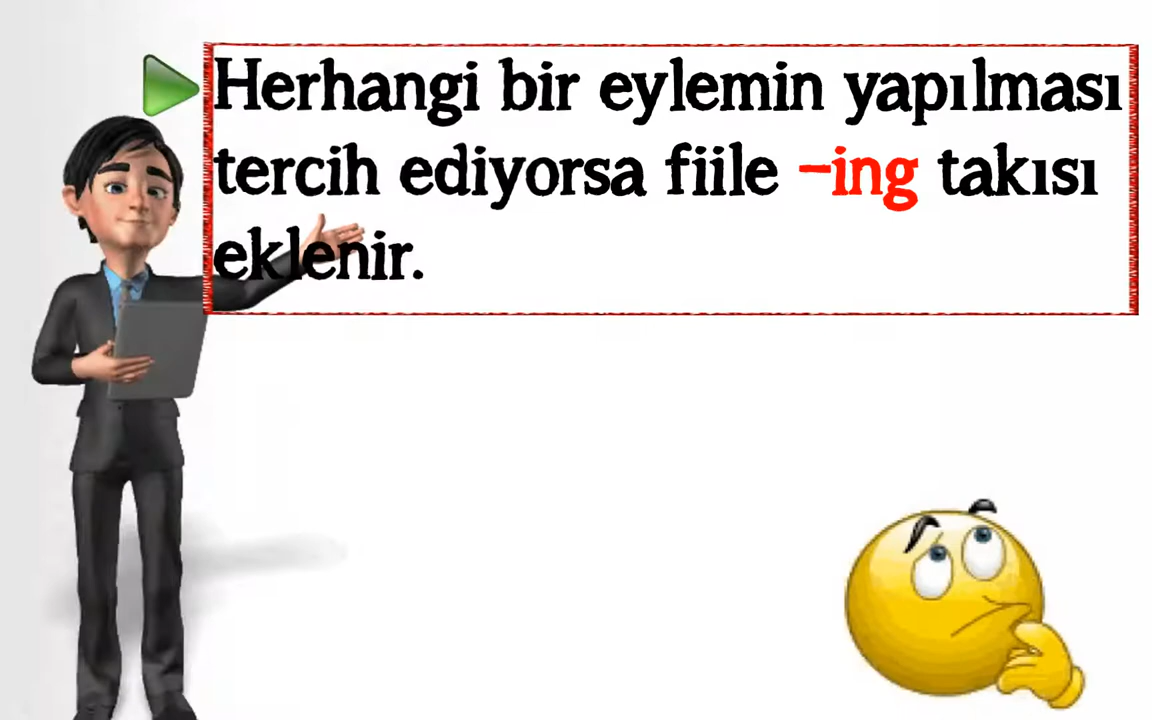 Herhangi bir eylemin yapılması
tercih ediyorsa fiile –ing takısı
eklenir.